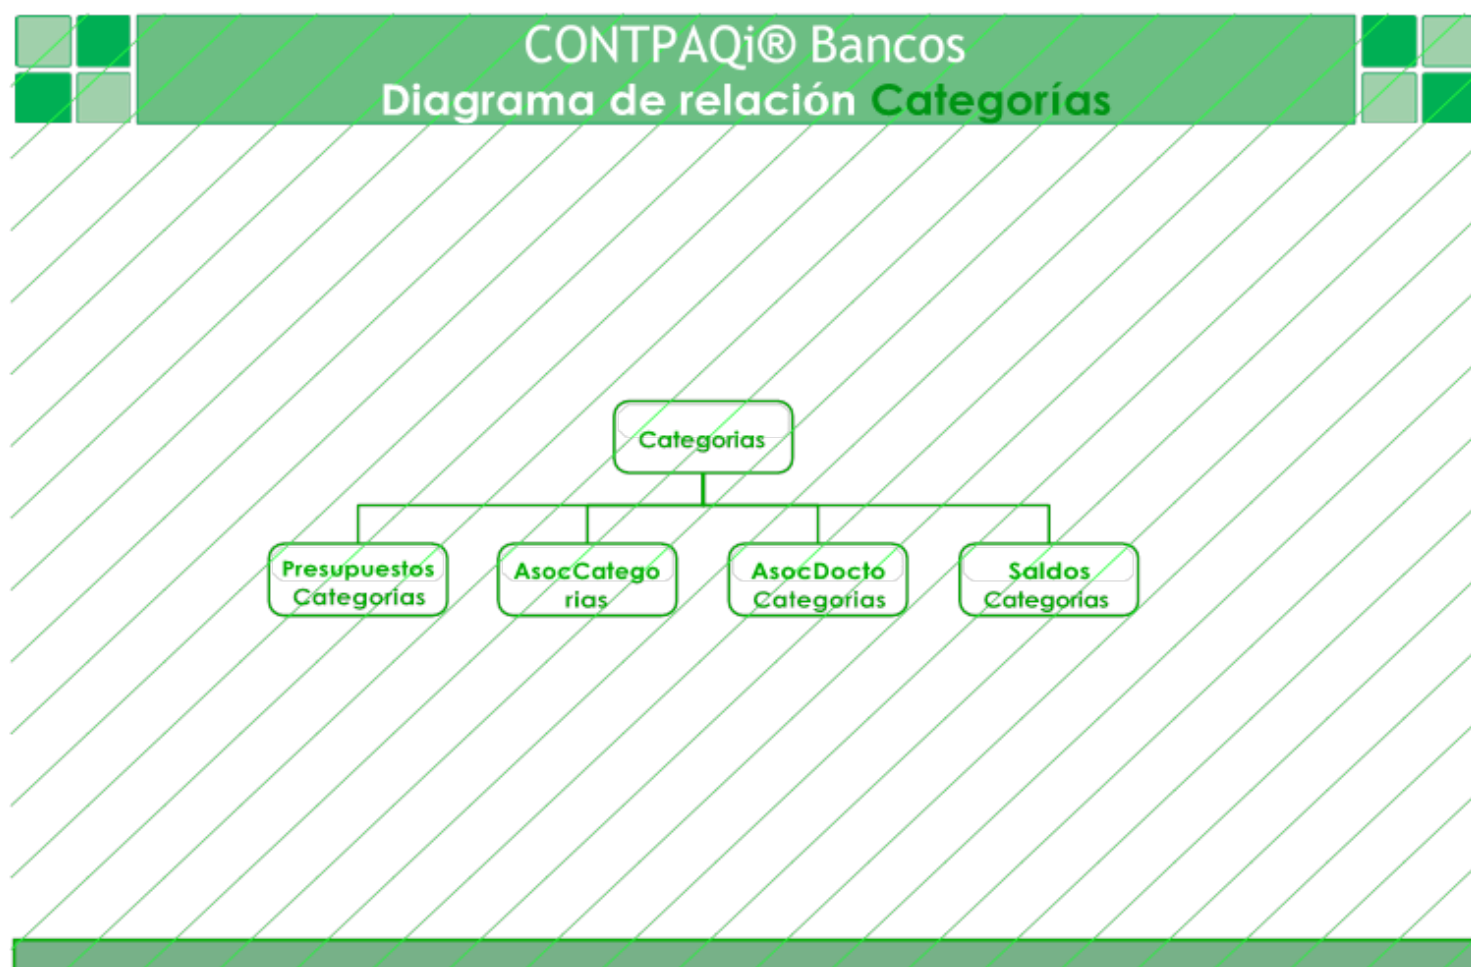 CONTPAQi® Bancos
Diagrama de relación Categorías
Categorias
Presupuestos
Categorias
AsocCatego
rias
AsocDocto
Categorias
Saldos
Categorias